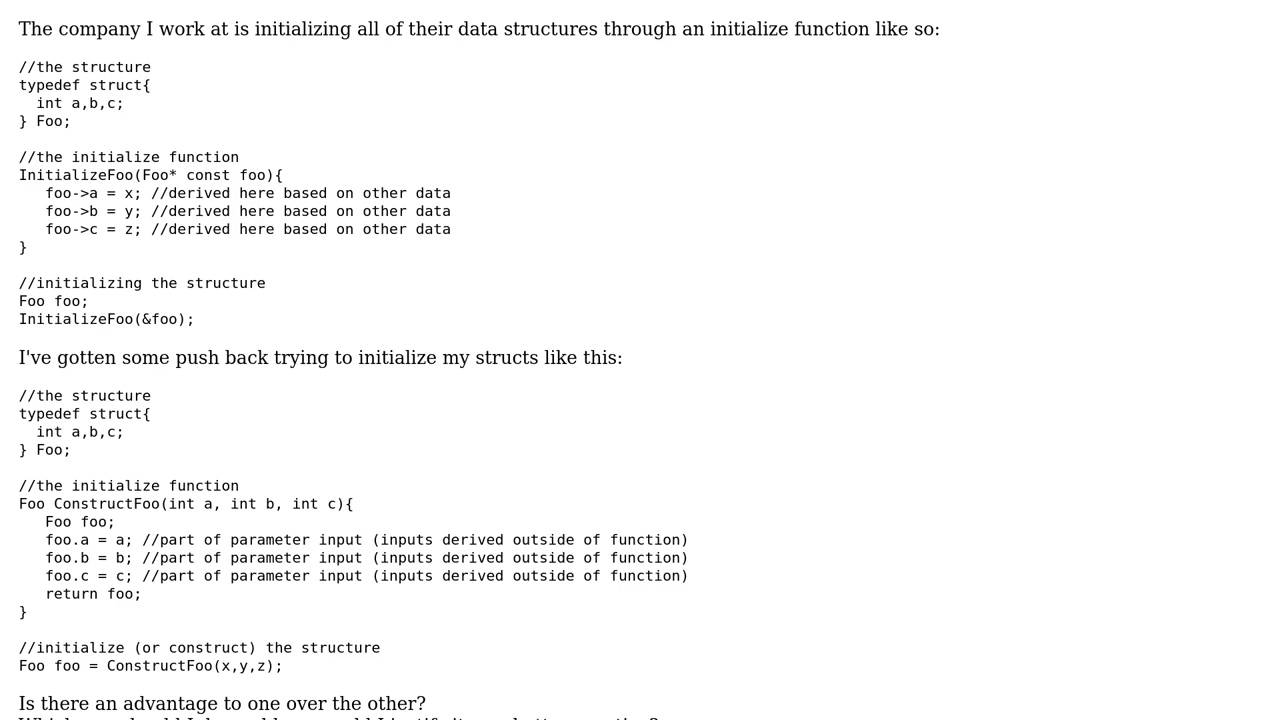 The company I work at is initializing all of their data structures through an initialize function like so:
//the structure
typedef struct{
  int a,b,c;
} Foo;
//the initialize function
InitializeFoo(Foo* const foo){
   foo->a = x; //derived here based on other data
   foo->b = y; //derived here based on other data
   foo->c = z; //derived here based on other data
}
//initializing the structure
Foo foo;
InitializeFoo(&foo);
I've gotten some push back trying to initialize my structs like this:
//the structure
typedef struct{
  int a,b,c;
} Foo;
//the initialize function
Foo ConstructFoo(int a, int b, int c){
   Foo foo;
   foo.a = a; //part of parameter input (inputs derived outside of function)
   foo.b = b; //part of parameter input (inputs derived outside of function)
   foo.c = c; //part of parameter input (inputs derived outside of function)
   return foo;
}
//initialize (or construct) the structure
Foo foo = ConstructFoo(x,y,z);
Is there an advantage to one over the other?